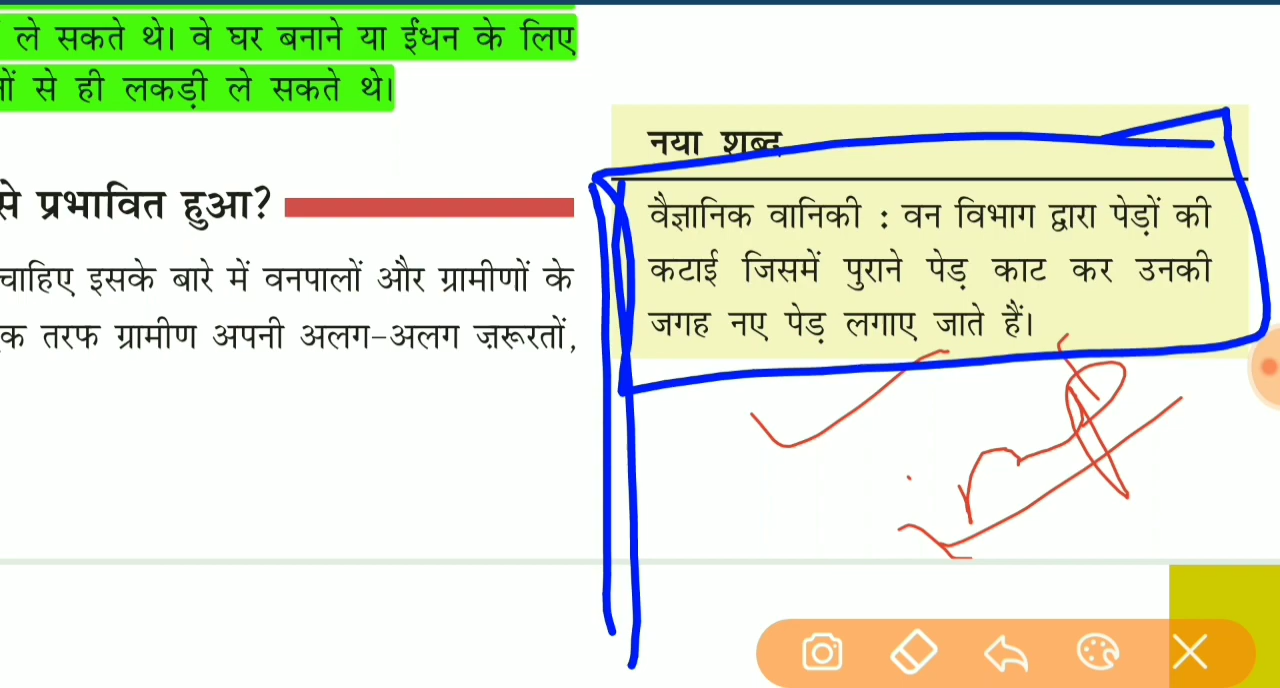 ले सकते थे। वे घर बनाने या ईंधन के लिए
से ही लकड़ी ले सकते थे।
से प्रभावित हुआ?
चाहिए इसके बारे में वनपालों और ग्रामीणों के
तरफ ग्रामीण अपनी अलग-अलग ज़रूरतों,
नया शब्द
वैज्ञानिक वानिकी : वन विभाग द्वारा पेड़ों की
कटाई जिसमें पुराने पेड़ काट कर उनकी
जगह नए पेड़ लगाए जाते हैं।